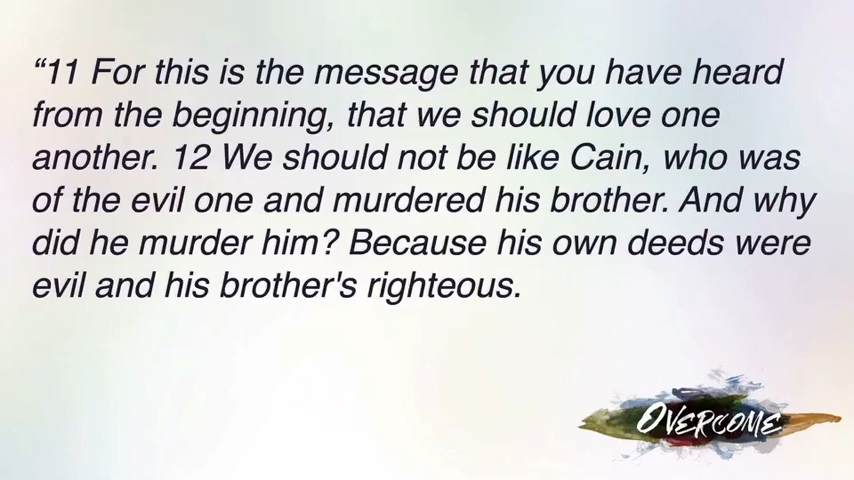 “11 For this is the message that you have heard
from the beginning, that we should love one
another. 12 We should not be like Cain, who was
of the evil one and murdered his brother. And why
did he murder him? Because his own deeds were
evil and his brother's righteous.
OVERCOME